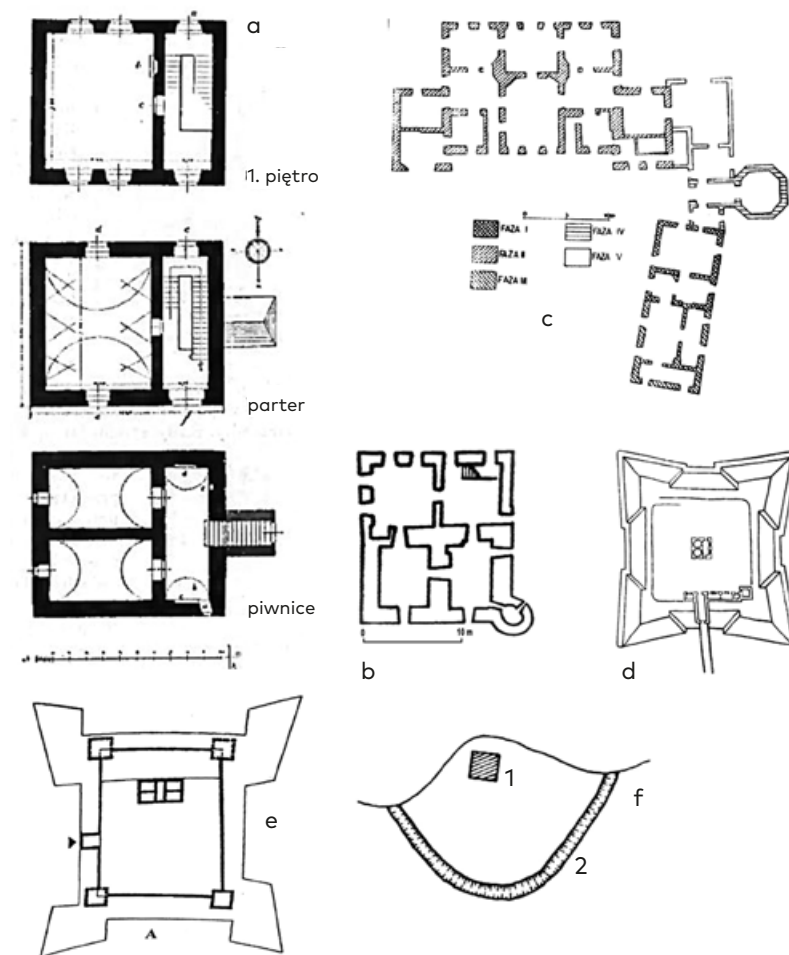 a
1. piętro
parter
piwnice
FAZA I
FAZA II
FAZA III
FAZA IV
FAZA V
c
0 10 m
b
d
e
A
1
2
f